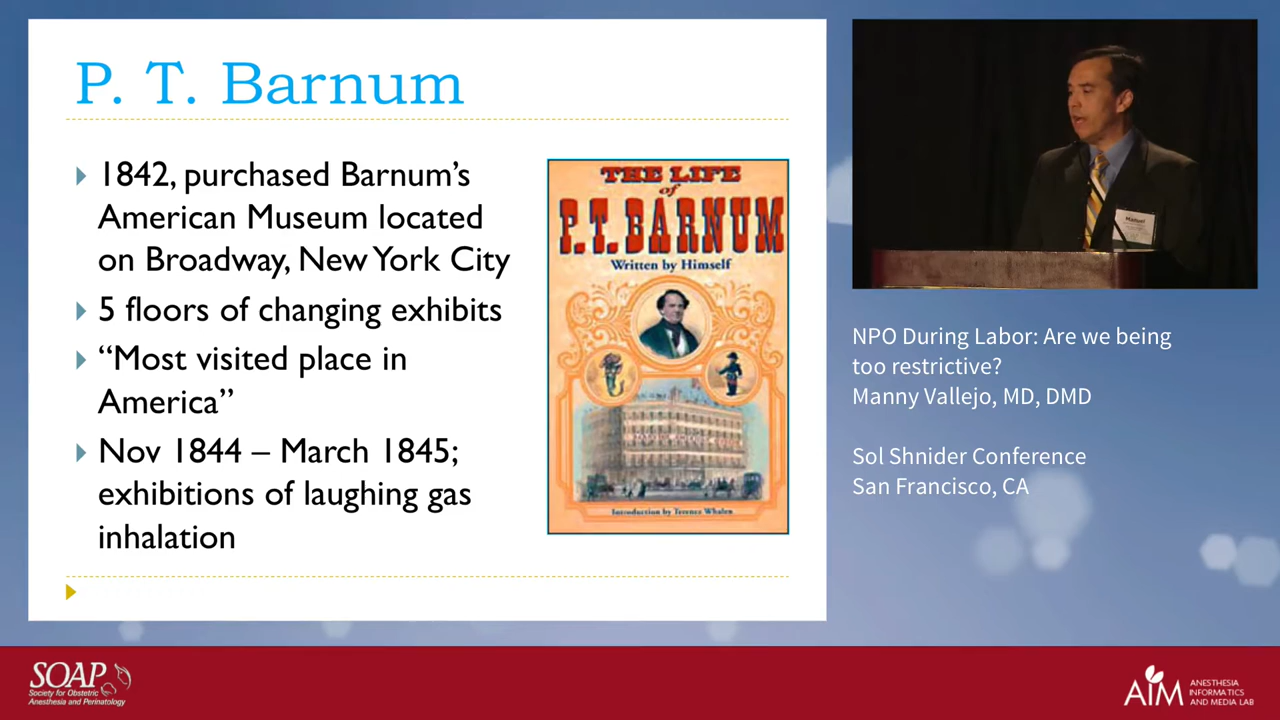 P. T. Barnum
1842, purchased Barnum's
American Museum located
on Broadway, New York City
5 floors of changing exhibits
“Most visited place in
America”
Nov 1844 – March 1845;
exhibitions of laughing gas
inhalation
THE LIFE
of
P.T. BARNUM
Written by Himself
Introduction by Terence Whalen
Manuel
NPO During Labor: Are we being
too restrictive?
Manny Vallejo, MD, DMD
Sol Shnider Conference
San Francisco, CA
SOAP
Society for Obstetric
Anesthesia and Perinatology
AIM
ANESTHESIA
INFORMATICS
AND MEDIA LAB